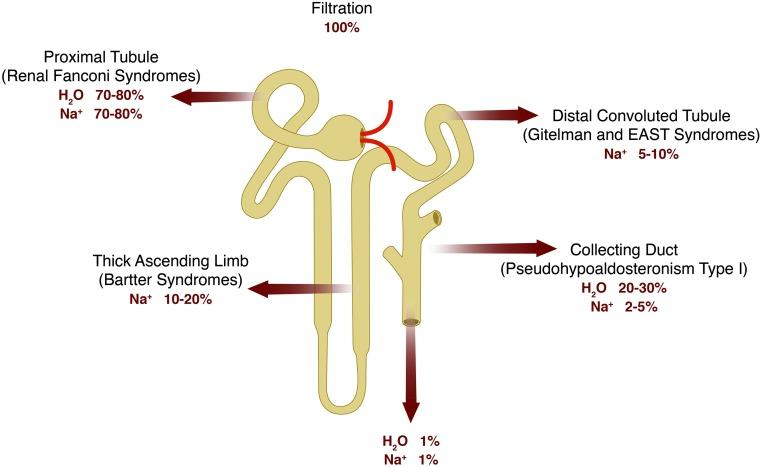 Filtration
100%
Proximal Tubule
(Renal Fanconi Syndromes)
H₂O 70-80%
Na⁺ 70-80%
Distal Convoluted Tubule
(Gitelman and EAST Syndromes)
Na⁺ 5-10%
Thick Ascending Limb
(Bartter Syndromes)
Na⁺ 10-20%
Collecting Duct
(Pseudohypoaldosteronism Type I)
H₂O 20-30%
Na⁺ 2-5%
H₂O 1%
Na⁺ 1%